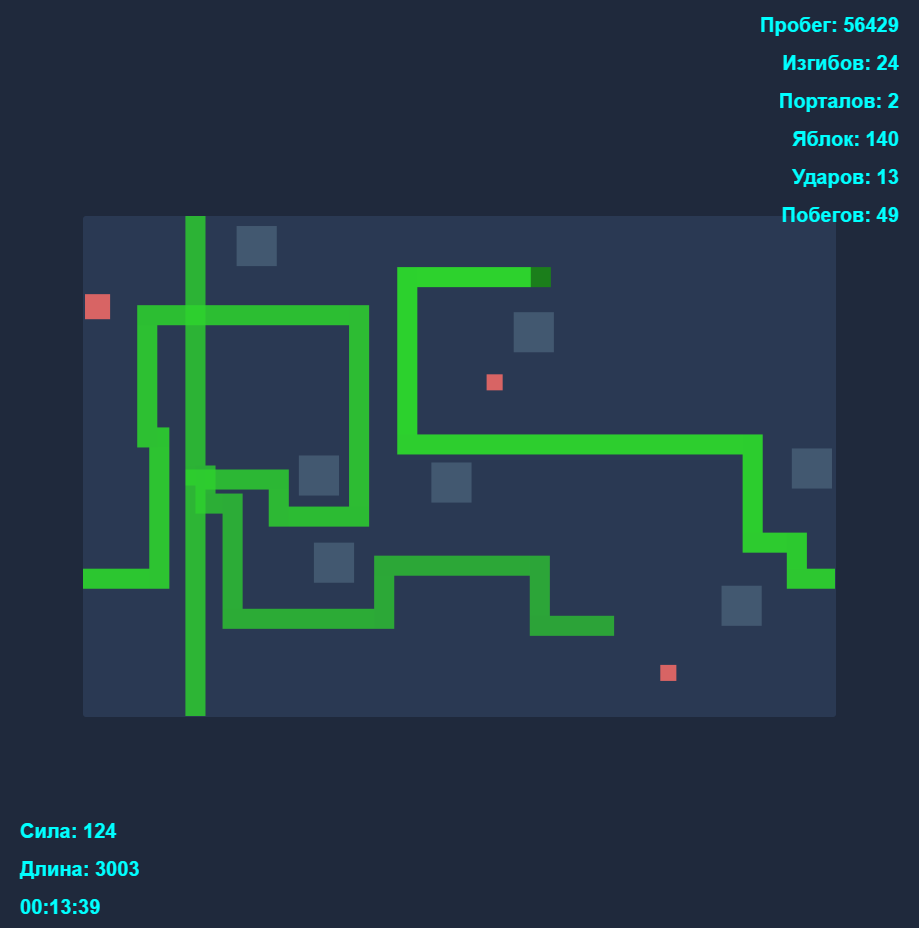 Пробег: 56429
Изгибов: 24
Порталов: 2
Яблок: 140
Ударов: 13
Побегов: 49
Сила: 124
Длина: 3003
00:13:39